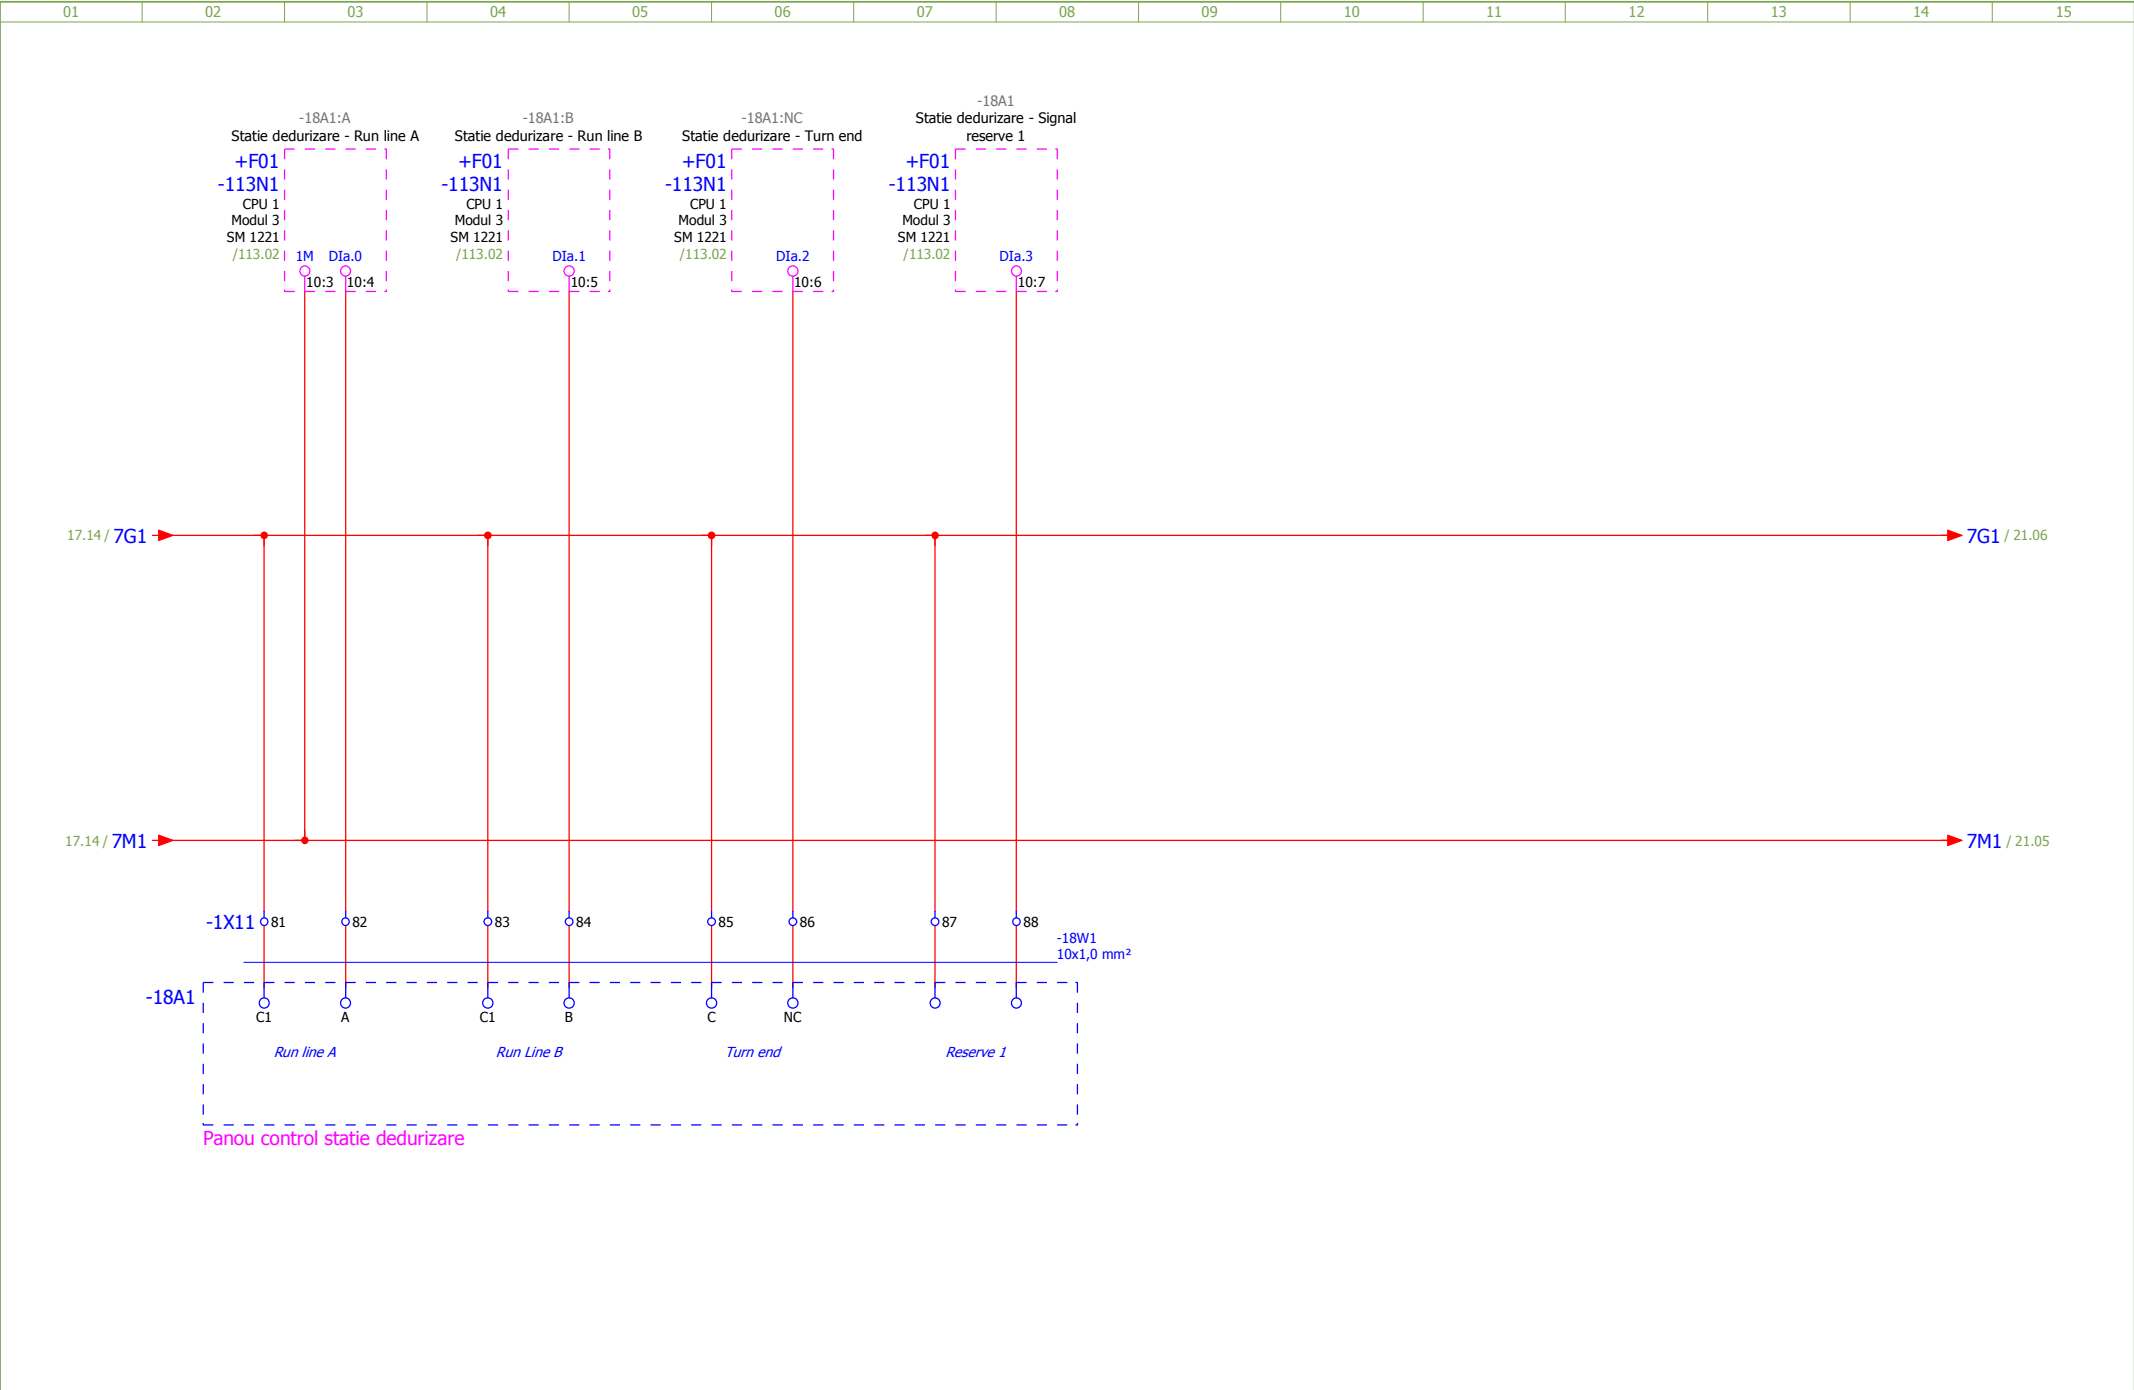 01 02 03 04 05 06 07 08 09 10 11 12 13 14 15
-18A1:A
Statie dedurizare - Run line A
+F01
-113N1
CPU 1
Modul 3
SM 1221
/113.02
1M DIa.0
10:3 10:4
-18A1:B
Statie dedurizare - Run line B
+F01
-113N1
CPU 1
Modul 3
SM 1221
/113.02
DIa.1
10:5
-18A1:NC
Statie dedurizare - Turn end
+F01
-113N1
CPU 1
Modul 3
SM 1221
/113.02
DIa.2
10:6
-18A1
Statie dedurizare - Signal
reserve 1
+F01
-113N1
CPU 1
Modul 3
SM 1221
/113.02
DIa.3
10:7
17.14 / 7G1
7G1 / 21.06
17.14 / 7M1
7M1 / 21.05
-1X11 81 82 83 84 85 86 87 88
-18W1
10x1,0 mm²
-18A1
C1 A C1 B C NC
Run line A Run Line B Turn end Reserve 1
Panou control statie dedurizare